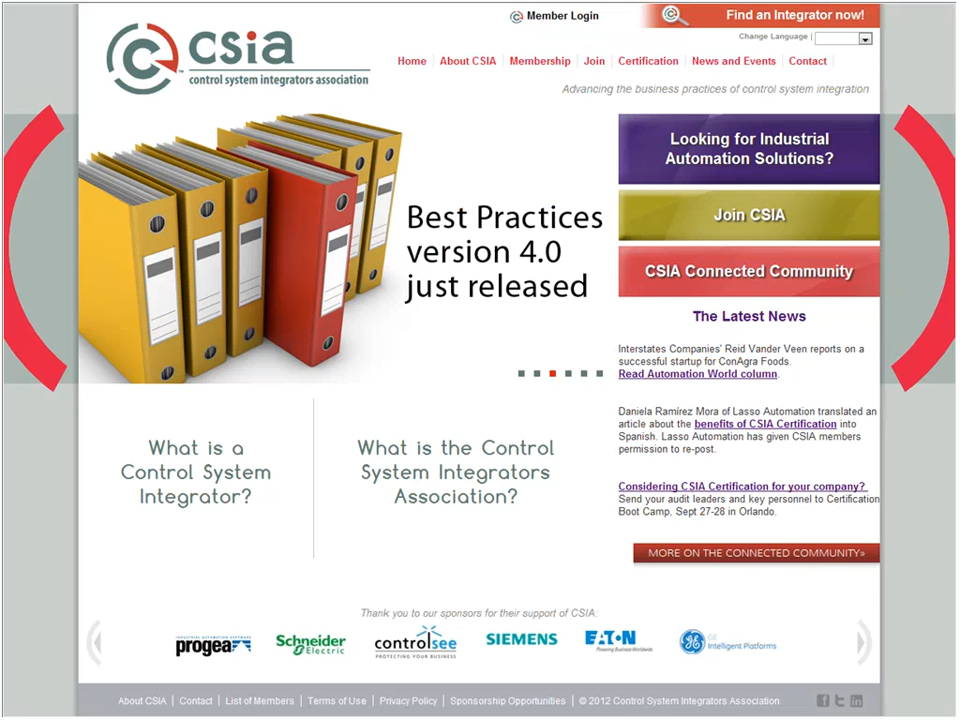 Member Login
Find an Integrator now!
Change Language |
csia
TM
control system integrators association
Home
About CSIA
Membership
Join
Certification
News and Events
Contact
Advancing the business practices of control system integration
Best Practices
version 4.0
just released
Looking for Industrial
Automation Solutions?
Join CSIA
CSIA Connected Community
The Latest News
Interstates Companies' Reid Vander Veen reports on a
successful startup for ConAgra Foods.
Read Automation World column.
Daniela Ramírez Mora of Lasso Automation translated an
article about the benefits of CSIA Certification into
Spanish. Lasso Automation has given CSIA members
permission to re-post.
Considering CSIA Certification for your company?
Send your audit leaders and key personnel to Certification
Boot Camp, Sept 27-28 in Orlando.
MORE ON THE CONNECTED COMMUNITY»
What is a
Control System
Integrator?
What is the Control
System Integrators
Association?
Thank you to our sponsors for their support of CSIA:
INDUSTRIAL AUTOMATION SOFTWARE
progea
Schneider
Electric
controlsee
PROTECTING YOUR BUSINESS
SIEMENS
EATON
Powering Business Worldwide
GE
Intelligent Platforms
About CSIA | Contact | List of Members | Terms of Use | Privacy Policy | Sponsorship Opportunities | © 2012 Control System Integrators Association